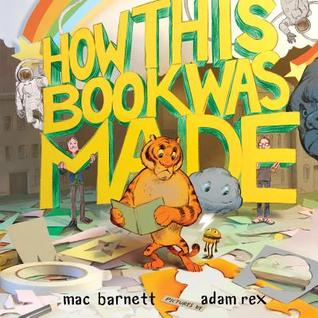 HOW THIS
BOOK WAS
MADE
mac barnett PICTURES BY adam rex